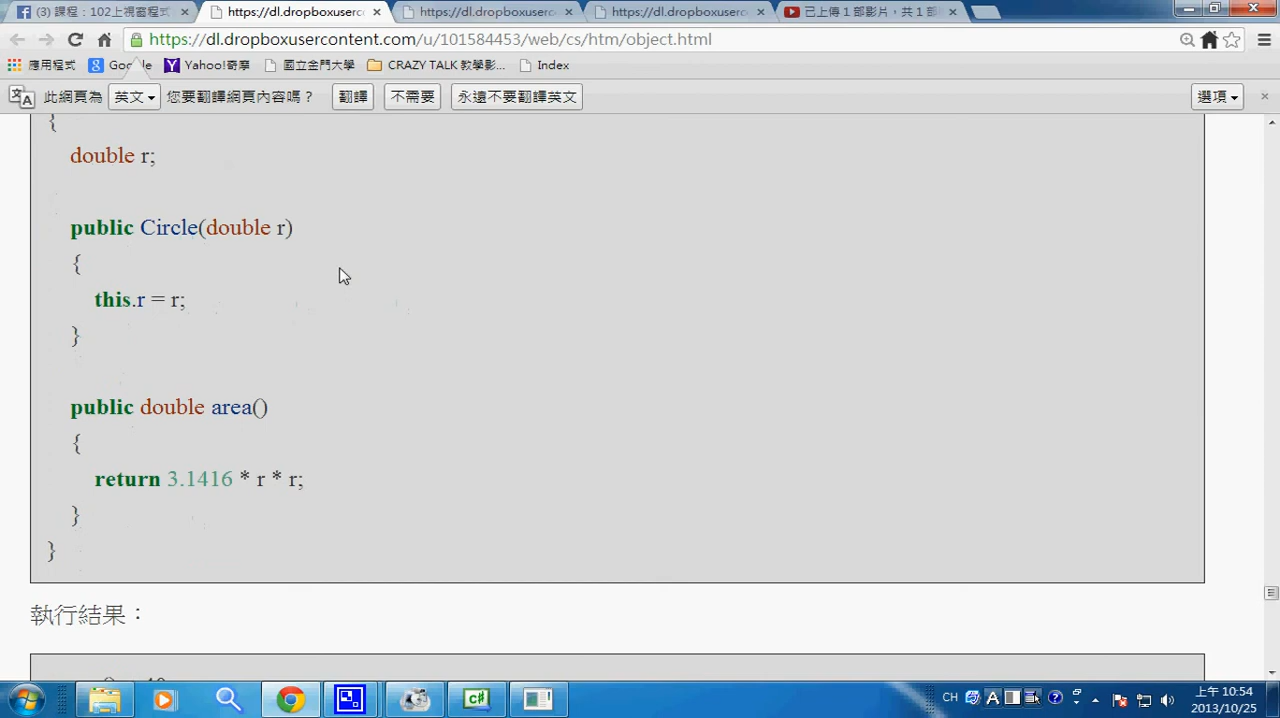 (3) 課程：102上視窗程式
https://dl.dropboxuserco
https://dl.dropboxuserco
https://dl.dropboxuserco
已上傳 1 部影片，共 1 部
https://dl.dropboxusercontent.com/u/101584453/web/cs/htm/object.html
應用程式
Google
Yahoo!奇摩
國立金門大學
CRAZY TALK 教學影...
Index
此網頁為 英文 您要翻譯網頁內容嗎？ 翻譯 不需要 永遠不要翻譯英文 選項
{
double r;
public Circle(double r)
{
this.r = r;
}
public double area()
{
return 3.1416 * r * r;
}
}
執行結果：
CH
上午 10:54
2013/10/25